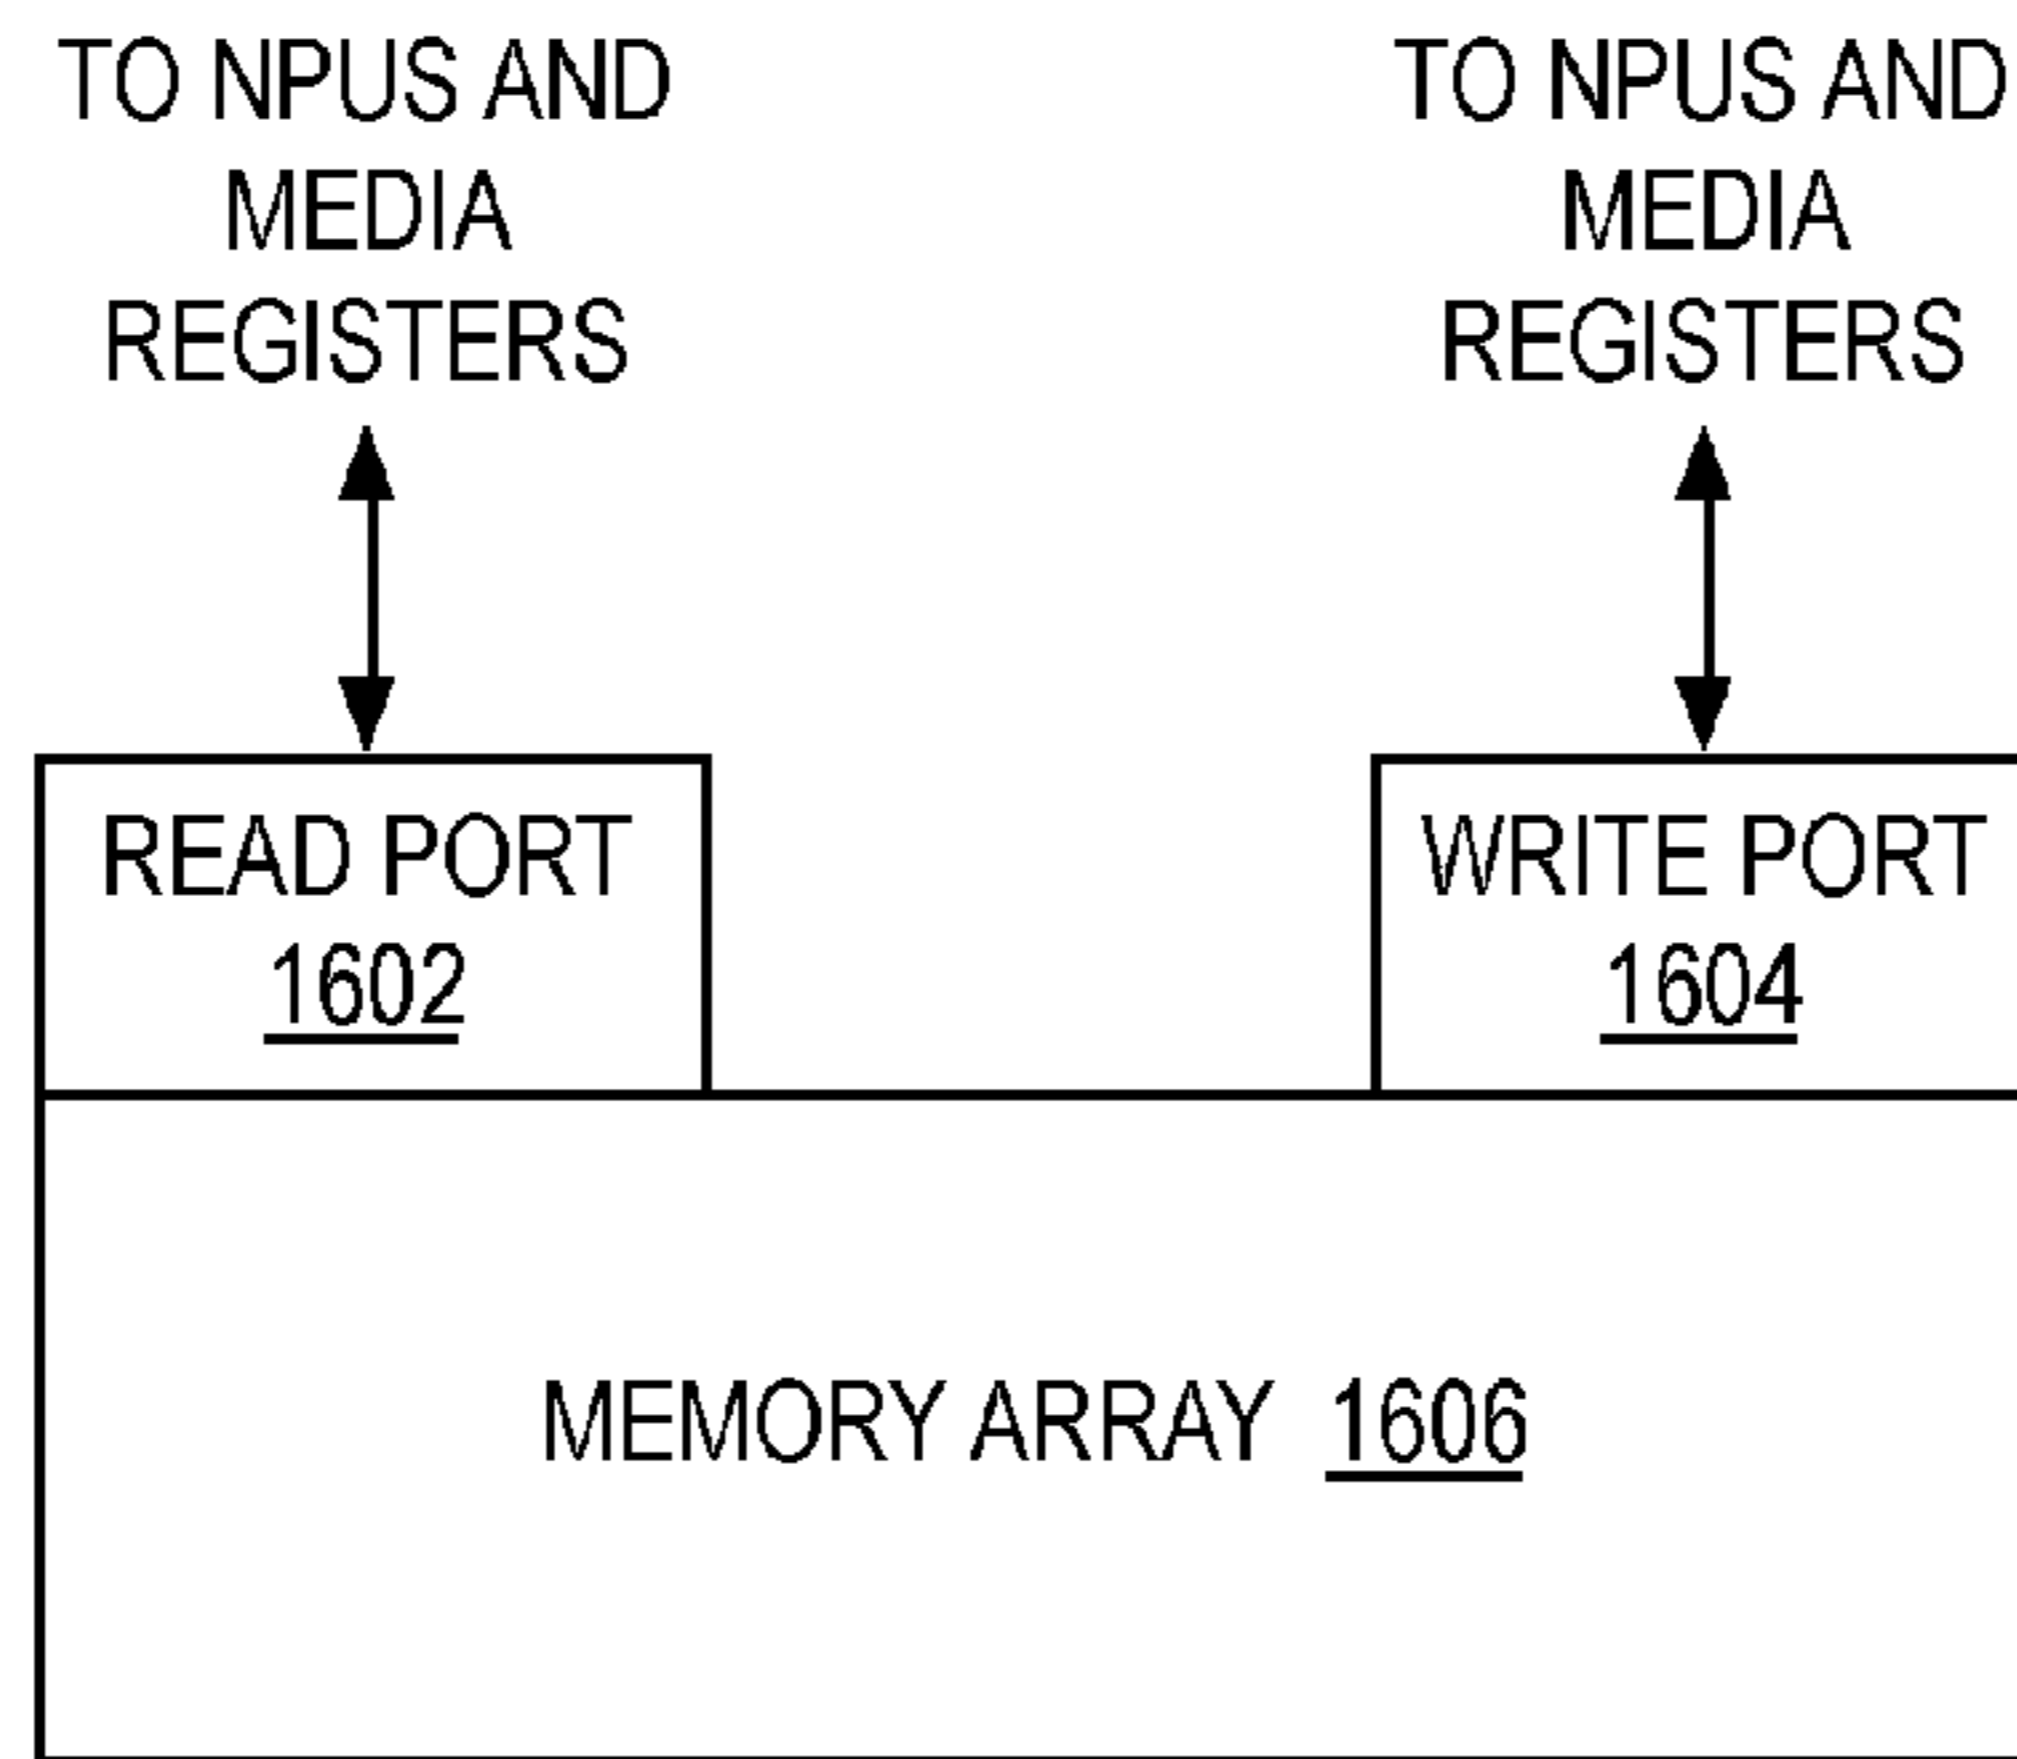 TO NPUS AND
MEDIA
REGISTERS
TO NPUS AND
MEDIA
REGISTERS
READ PORT
1602
WRITE PORT
1604
MEMORY ARRAY 1606